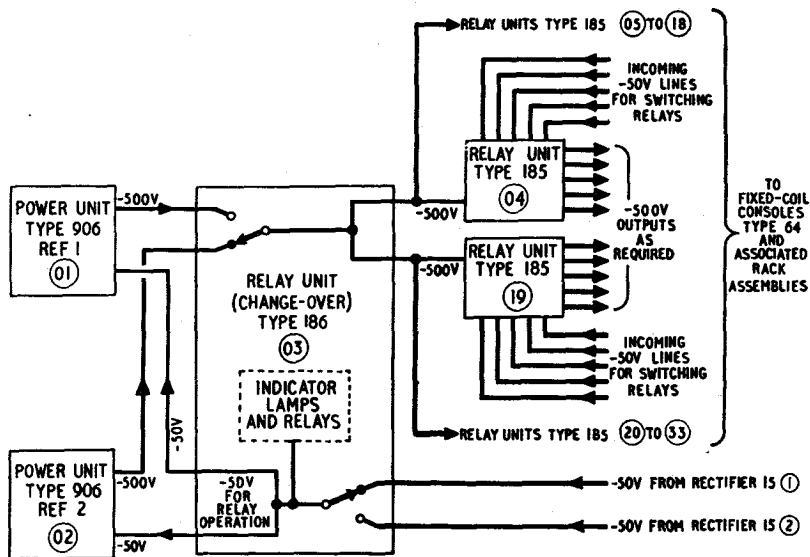 RELAY UNITS TYPE 185 05 TO 18
INCOMING
-50V LINES
FOR SWITCHING
RELAYS
RELAY UNIT
TYPE 185
04
-500V
-500V
OUTPUTS
AS
REQUIRED
TO
FIXED-COIL
CONSOLES
TYPE 64
AND
ASSOCIATED
RACK
ASSEMBLIES
POWER UNIT
TYPE 906
REF 1
01
-500V
RELAY UNIT
(CHANGE-OVER)
TYPE 186
03
-500V
RELAY UNIT
TYPE 185
19
INCOMING
-50V LINES
FOR SWITCHING
RELAYS
INDICATOR
LAMPS
AND RELAYS
RELAY UNITS TYPE 185 20 TO 33
-50V
POWER UNIT
TYPE 906
REF 2
02
-500V
-50V
-50V
FOR
RELAY
OPERATION
-50V FROM RECTIFIER 15 1
-50V FROM RECTIFIER 15 2